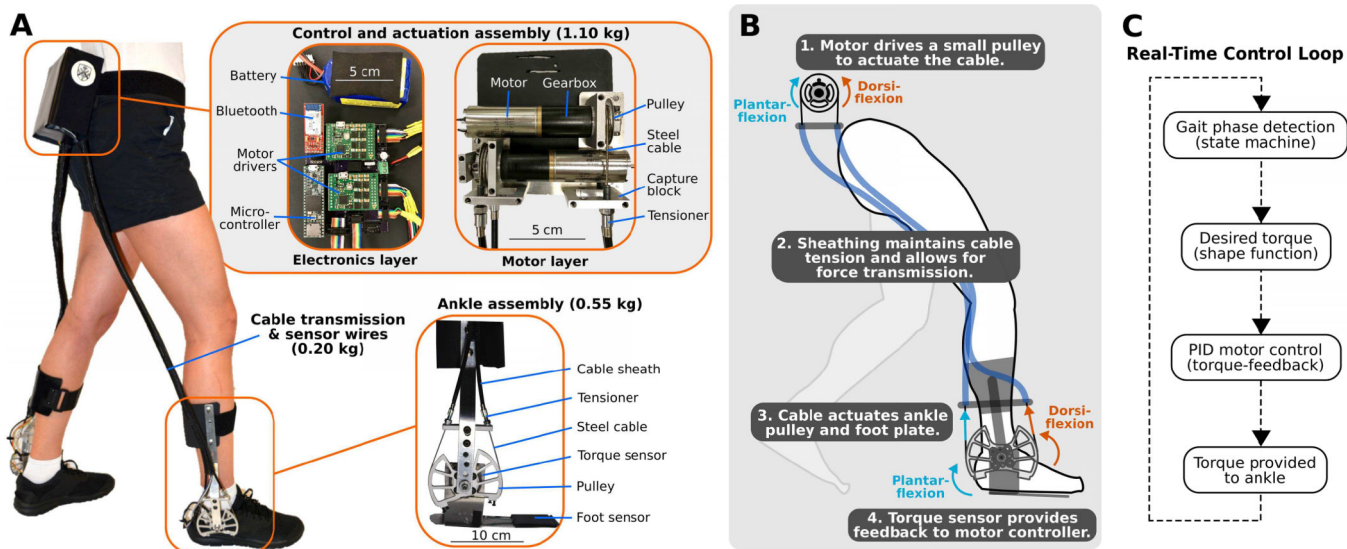 A
Control and actuation assembly (1.10 kg)
Battery
5 cm
Bluetooth
Motor
drivers
Micro-
controller
Electronics layer
Motor
Gearbox
Pulley
Steel
cable
Capture
block
Tensioner
5 cm
Motor layer
Cable transmission
& sensor wires
(0.20 kg)
Ankle assembly (0.55 kg)
Cable sheath
Tensioner
Steel cable
Torque sensor
Pulley
Foot sensor
10 cm
B
1. Motor drives a small pulley
to actuate the cable.
Plantar-
flexion
Dorsi-
flexion
2. Sheathing maintains cable
tension and allows for
force transmission.
3. Cable actuates ankle
pulley and foot plate.
Dorsi-
flexion
Plantar-
flexion
4. Torque sensor provides
feedback to motor controller.
C
Real-Time Control Loop
Gait phase detection
(state machine)
Desired torque
(shape function)
PID motor control
(torque-feedback)
Torque provided
to ankle